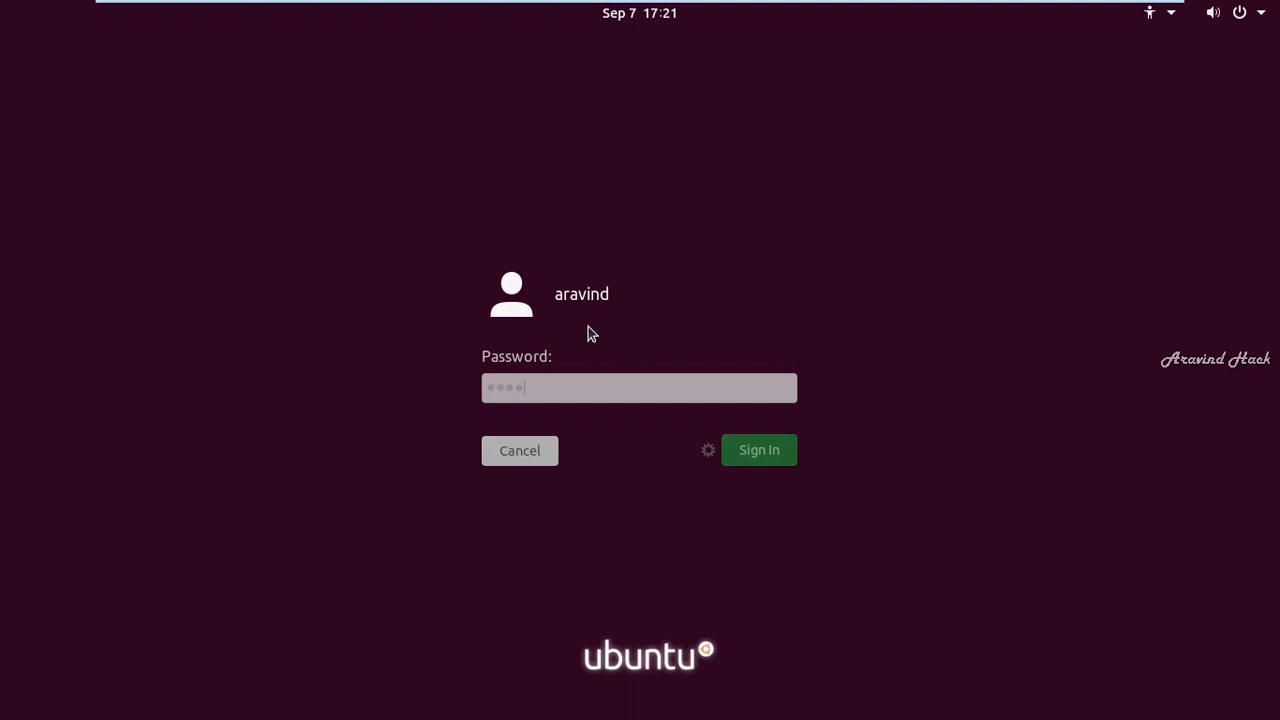 Sep 7 17:21
aravind
Password:
Aravind Hack
Cancel
Sign In
ubuntu